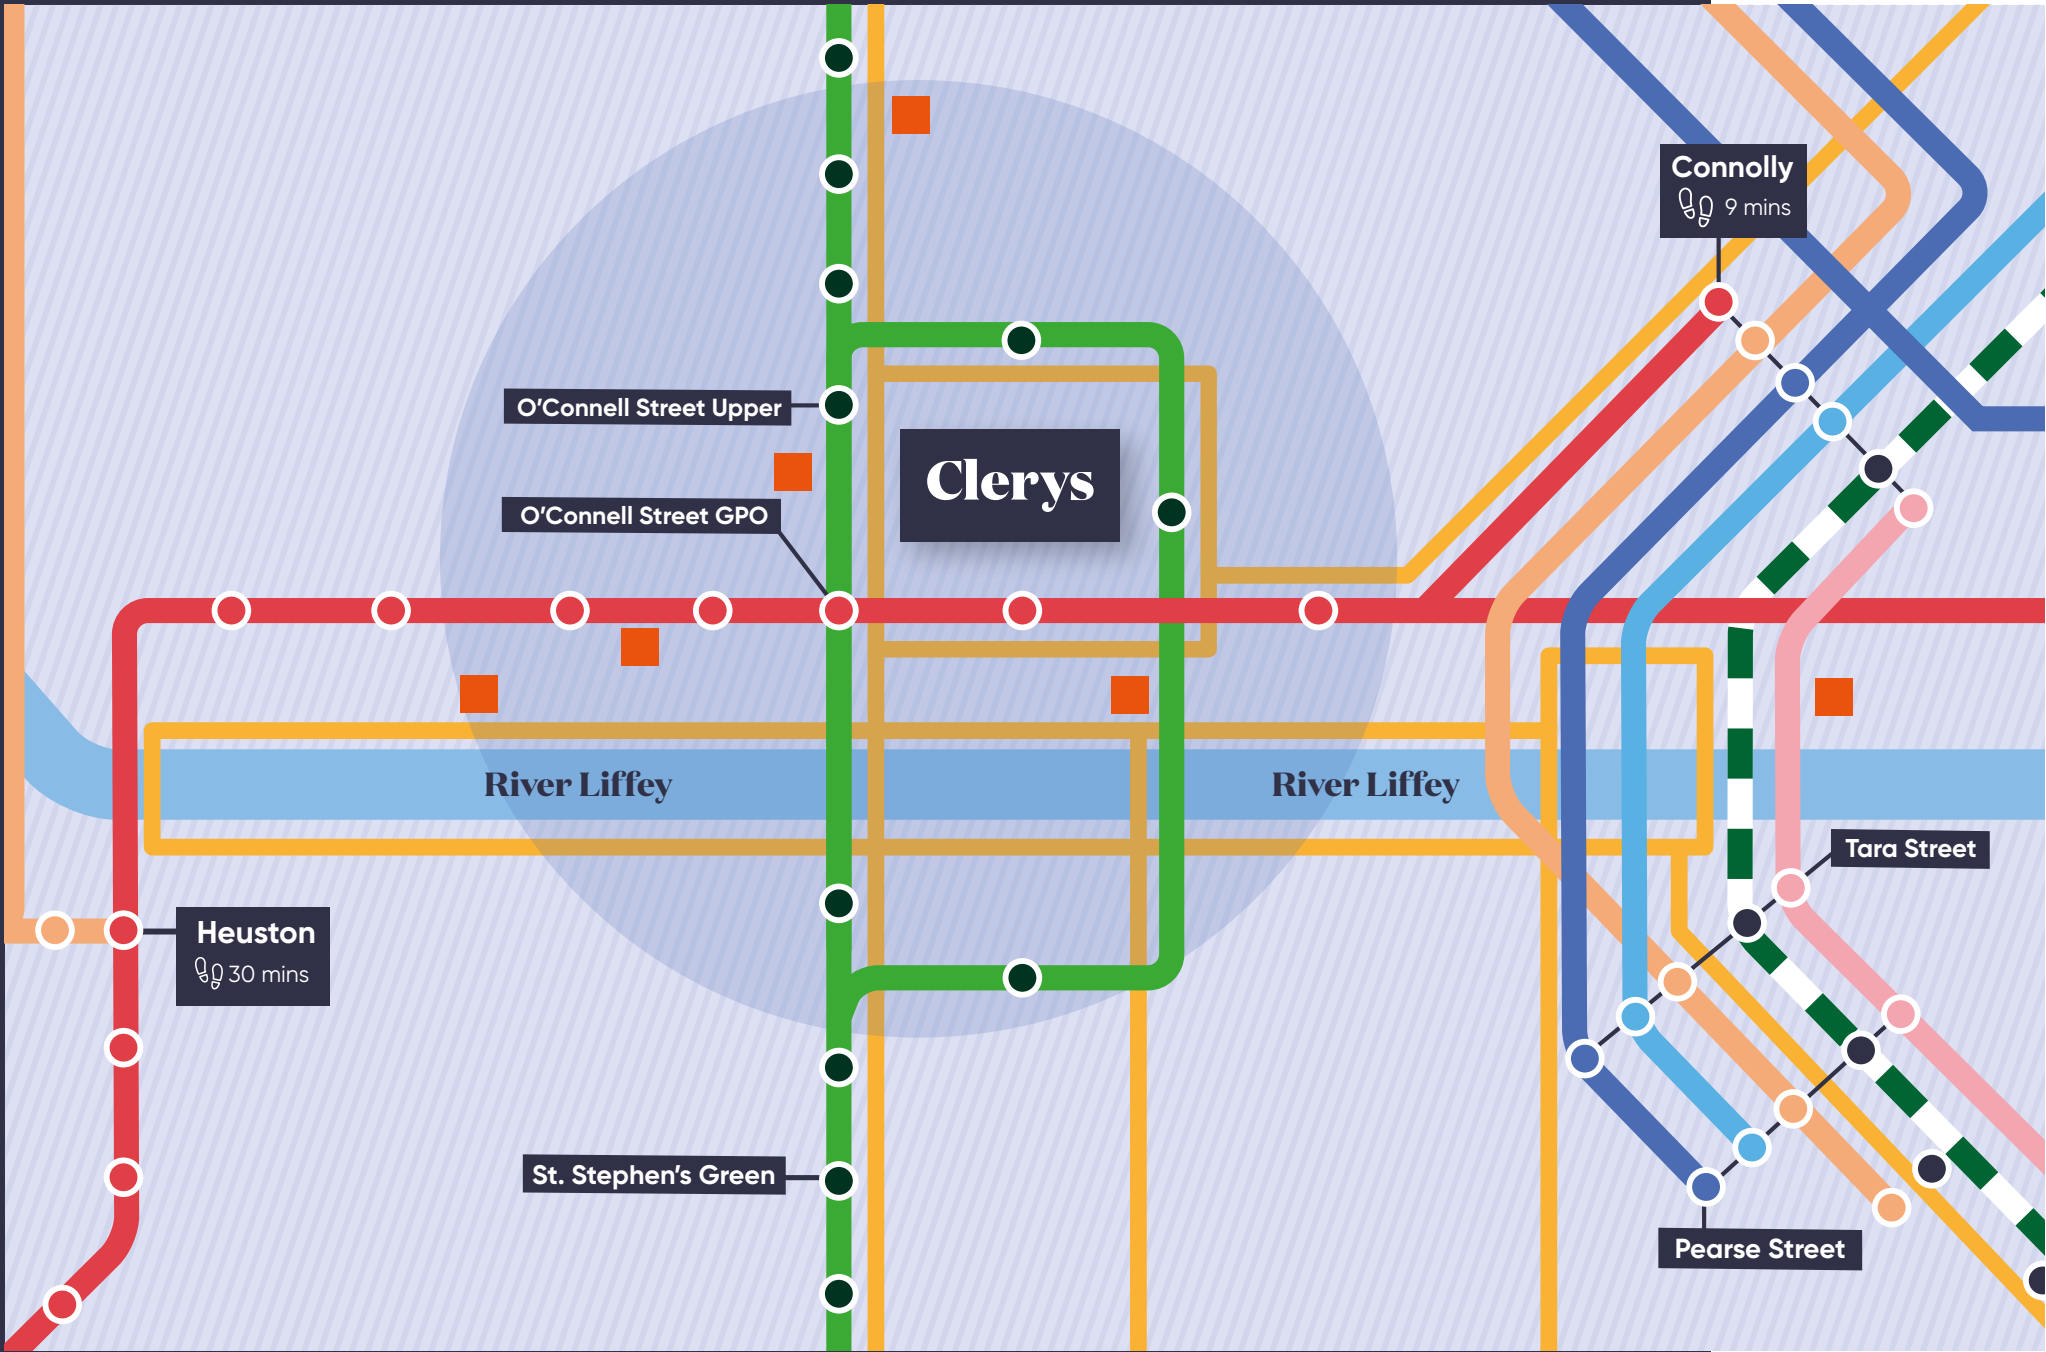 Connolly
9 mins
O’Connell Street Upper
Clerys
O’Connell Street GPO
River Liffey
River Liffey
Tara Street
Heuston
30 mins
St. Stephen’s Green
Pearse Street